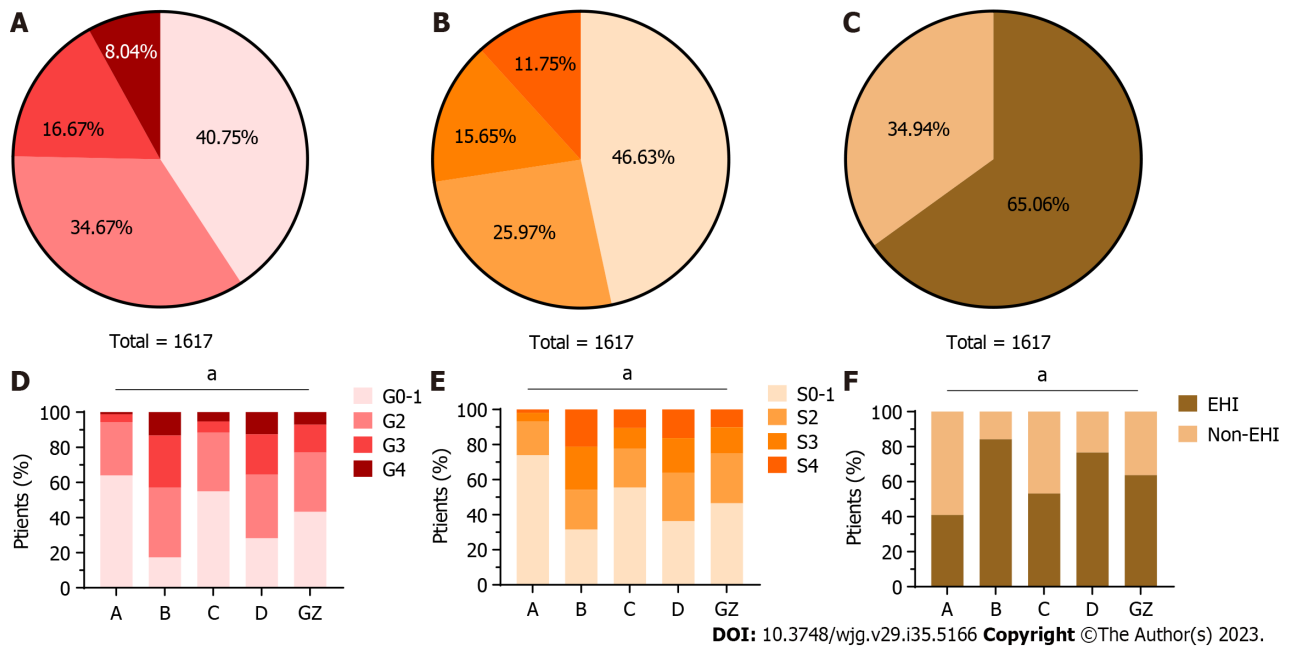 A
8.04%
16.67%
40.75%
34.67%
Total = 1617
B
11.75%
15.65%
46.63%
25.97%
Total = 1617
C
34.94%
65.06%
Total = 1617
D
a
G0-1
G2
G3
G4
Ptients (%)
100
80
60
40
20
0
A B C D GZ
E
a
S0-1
S2
S3
S4
Ptients (%)
100
80
60
40
20
0
A B C D GZ
F
a
EHI
Non-EHI
Ptients (%)
100
80
60
40
20
0
A B C D GZ
DOI: 10.3748/wjg.v29.i35.5166 Copyright ©The Author(s) 2023.